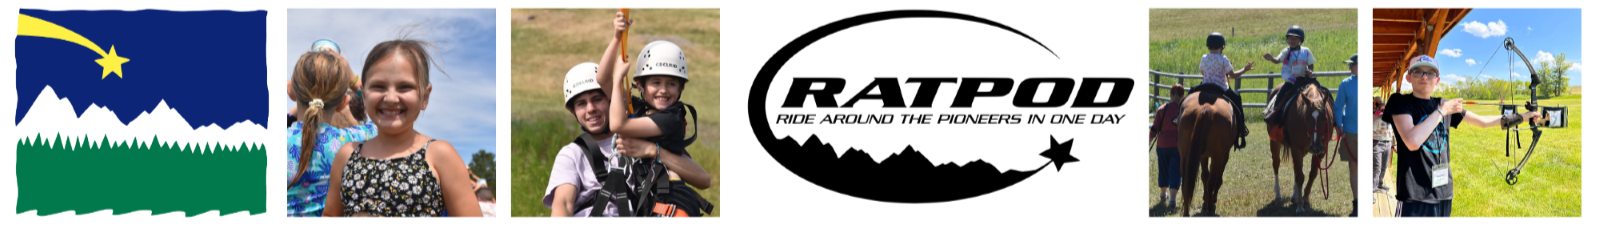 RATPOD
RIDE AROUND THE PIONEERS IN ONE DAY